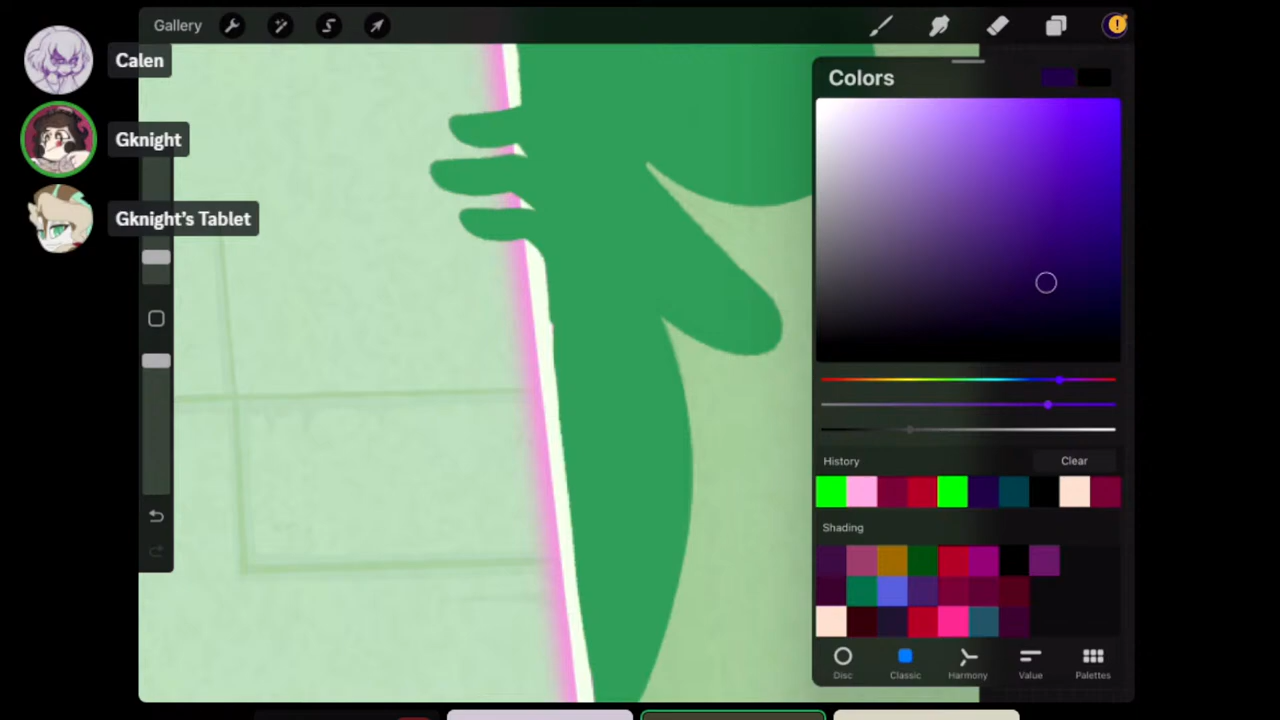 Gallery
Calen
Gknight
Gknight's Tablet
Colors
History
Clear
Shading
Disc
Classic
Harmony
Value
Palettes